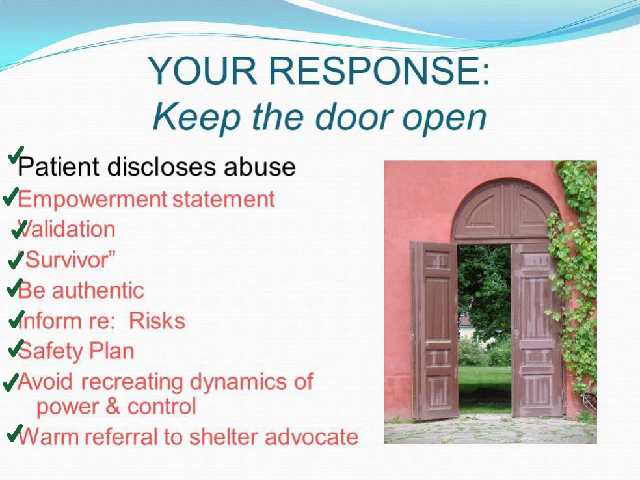 YOUR RESPONSE:
Keep the door open
Patient discloses abuse
Empowerment statement
Validation
Survivor”
Be authentic
Inform re: Risks
Safety Plan
Avoid recreating dynamics of
power & control
Warm referral to shelter advocate